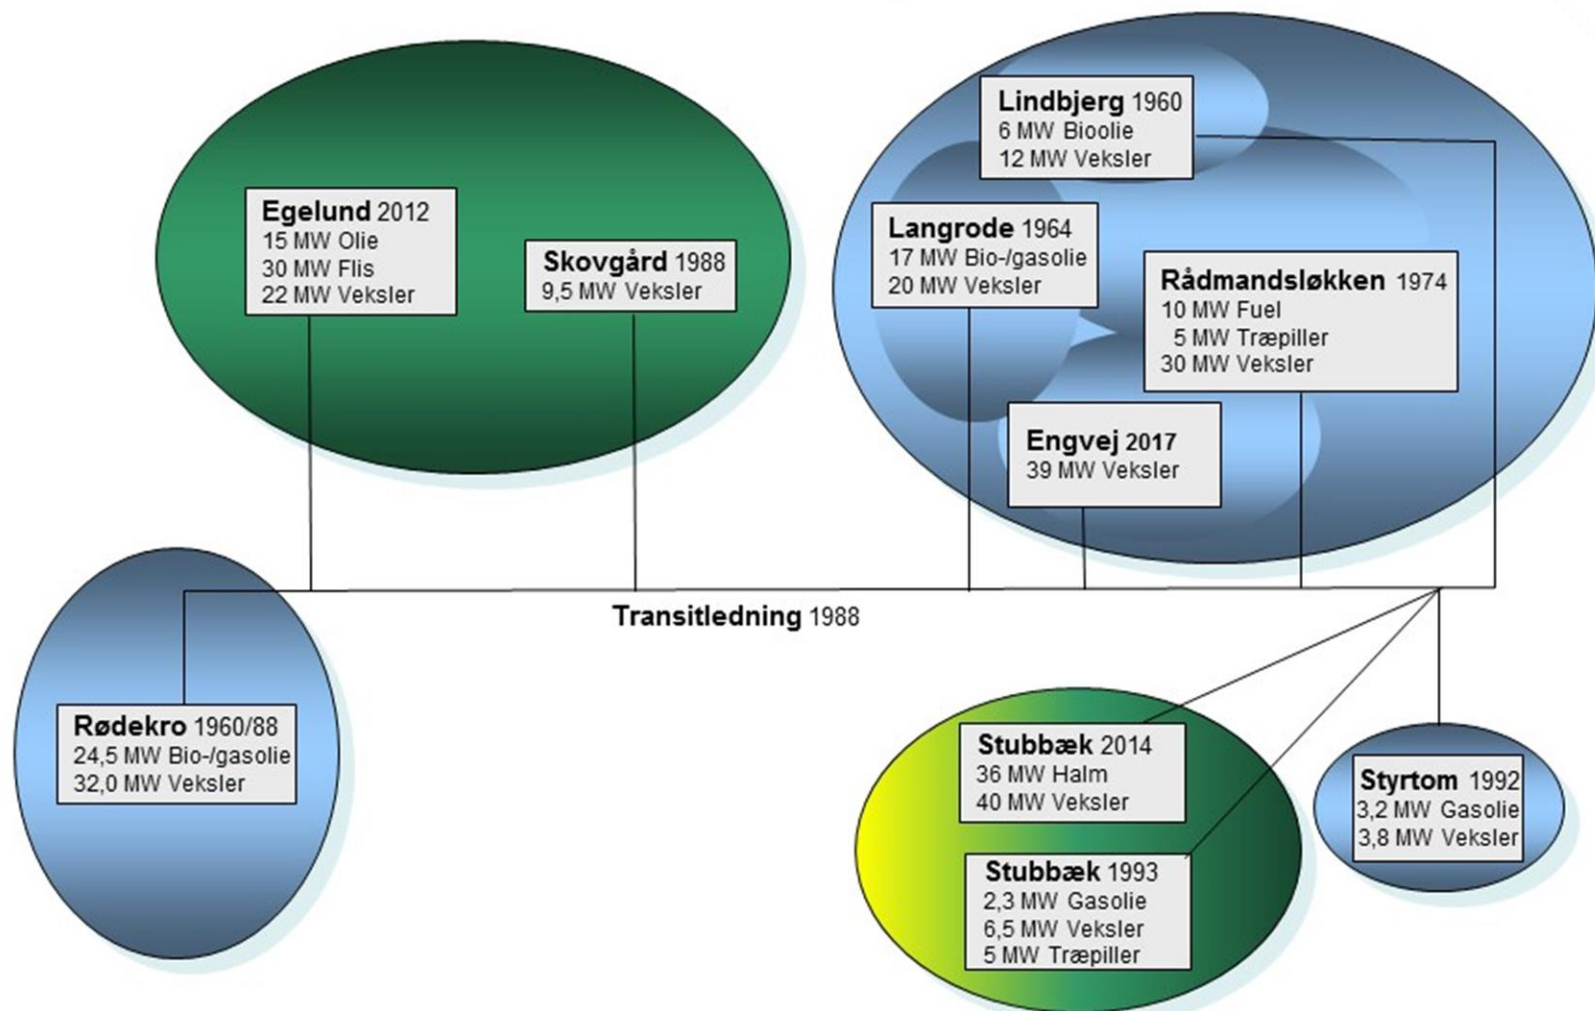 Lindbjerg 1960
6 MW Bioolie
12 MW Veksler
Egelund 2012
15 MW Olie
30 MW Flis
22 MW Veksler
Skovgård 1988
9,5 MW Veksler
Langrode 1964
17 MW Bio-/gasolie
20 MW Veksler
Rådmandsløkken 1974
10 MW Fuel
5 MW Træpiller
30 MW Veksler
Engvej 2017
39 MW Veksler
Transitledning 1988
Rødekro 1960/88
24,5 MW Bio-/gasolie
32,0 MW Veksler
Stubbæk 2014
36 MW Halm
40 MW Veksler
Styrtom 1992
3,2 MW Gasolie
3,8 MW Veksler
Stubbæk 1993
2,3 MW Gasolie
6,5 MW Veksler
5 MW Træpiller